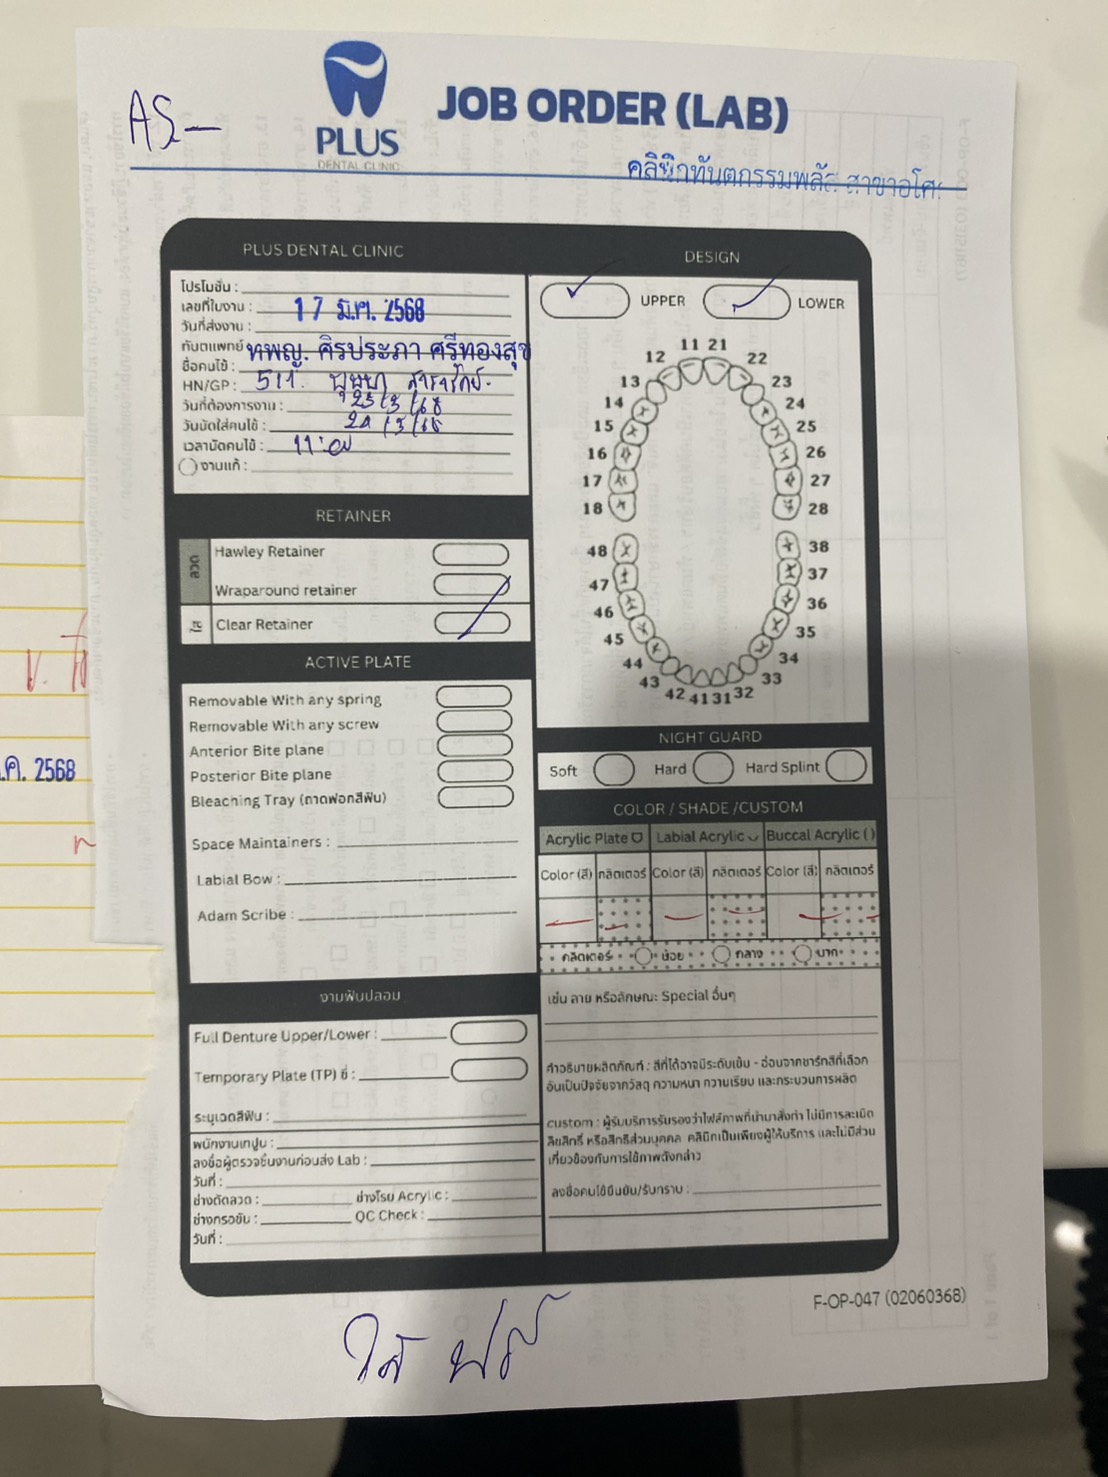 AS-
PLUS
DENTAL CLINIC
JOB ORDER (LAB)
คลินิกทันตกรรมพลัส สาขาอโศ
PLUS DENTAL CLINIC
โปรโมชั่น :
เลขที่ใบงาน :
วันที่ส่งงาน : 17 มี.ค. 2568
ทันตแพทย์ ทพญ. ศิรประภา ศรีทองสุข
ชื่อคนไข้ :
HN/GP : 511.
วันที่ต้องการงาน : 23/3/68
วันนัดใส่คนไข้ : 24/3/68
เวลานัดคนไข้ : 11:00
งานแก้ :
DESIGN
UPPER LOWER
11 21
12 22
13 23
14 24
15 25
16 26
17 27
18 28
48 38
47 37
46 36
45 35
44 34
43 33
42 41 31 32
RETAINER
ลวด
Hawley Retainer
Wraparound retainer
ใส
Clear Retainer
ACTIVE PLATE
Removable With any spring
Removable With any screw
Anterior Bite plane
Posterior Bite plane
Bleaching Tray (ถาดฟอกสีฟัน)
Space Maintainers :
Labial Bow :
Adam Scribe :
NIGHT GUARD
Soft Hard Hard Splint
COLOR / SHADE /CUSTOM
Acrylic Plate Labial Acrylic Buccal Acrylic ( )
Color (สี) กลิตเตอร์ Color (สี) กลิตเตอร์ Color (สี) กลิตเตอร์
กลิตเตอร์ น้อย กลาง มาก
เช่น ลาย หรือลักษณะ Special อื่นๆ
คำอธิบายผลิตภัณฑ์ : สีที่ได้อาจมีระดับเข้ม - อ่อนจากชาร์ทสีที่เลือก
อันเป็นปัจจัยจากวัสดุ ความหนา ความเรียบ และกระบวนการผลิต
custom : ผู้รับบริการรับรองว่าไฟล์ภาพที่นำมาสั่งทำ ไม่มีการละเมิด
ลิขสิทธิ์ หรือสิทธิส่วนบุคคล คลินิกเป็นเพียงผู้ให้บริการ และไม่มีส่วน
เกี่ยวข้องกับการใช้ภาพดังกล่าว
ลงชื่อคนไข้ยืนยัน/รับทราบ :
งานฟันปลอม
Full Denture Upper/Lower :
Temporary Plate (TP) ซี่ :
ระบุเฉดสีฟัน :
พนักงานเทปูน :
ลงชื่อผู้ตรวจชิ้นงานก่อนส่ง Lab :
วันที่ :
ช่างดัดลวด : ช่างโรย Acrylic :
ช่างกรอขัด : QC Check :
วันที่ :
F-OP-047 (02060368)
ใส ฟรี
.ค. 2568